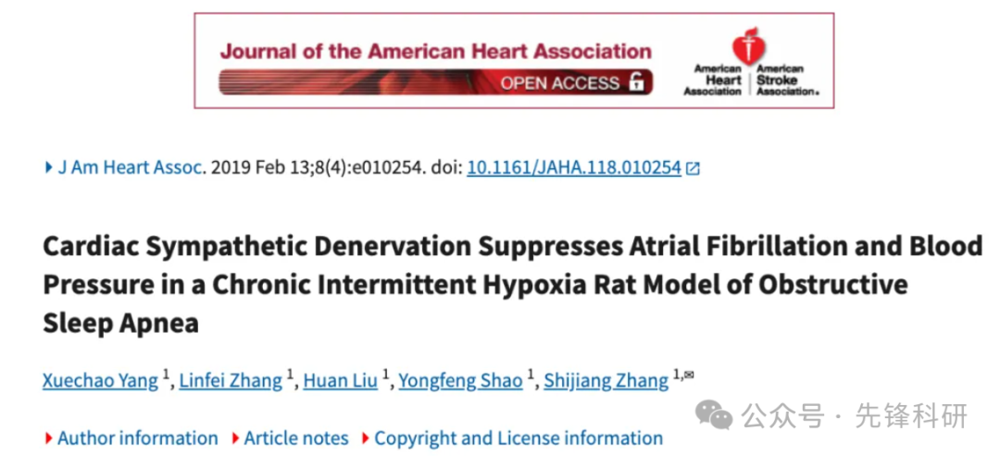 Journal of the American Heart Association
OPEN ACCESS
American Heart Association
American Stroke Association.
J Am Heart Assoc. 2019 Feb 13;8(4):e010254. doi: 10.1161/JAHA.118.010254
Cardiac Sympathetic Denervation Suppresses Atrial Fibrillation and Blood
Pressure in a Chronic Intermittent Hypoxia Rat Model of Obstructive
Sleep Apnea
Xuechao Yang 1, Linfei Zhang 1, Huan Liu 1, Yongfeng Shao 1, Shijiang Zhang 1,✉
公众号 · 先锋科研
Author information Article notes Copyright and License information